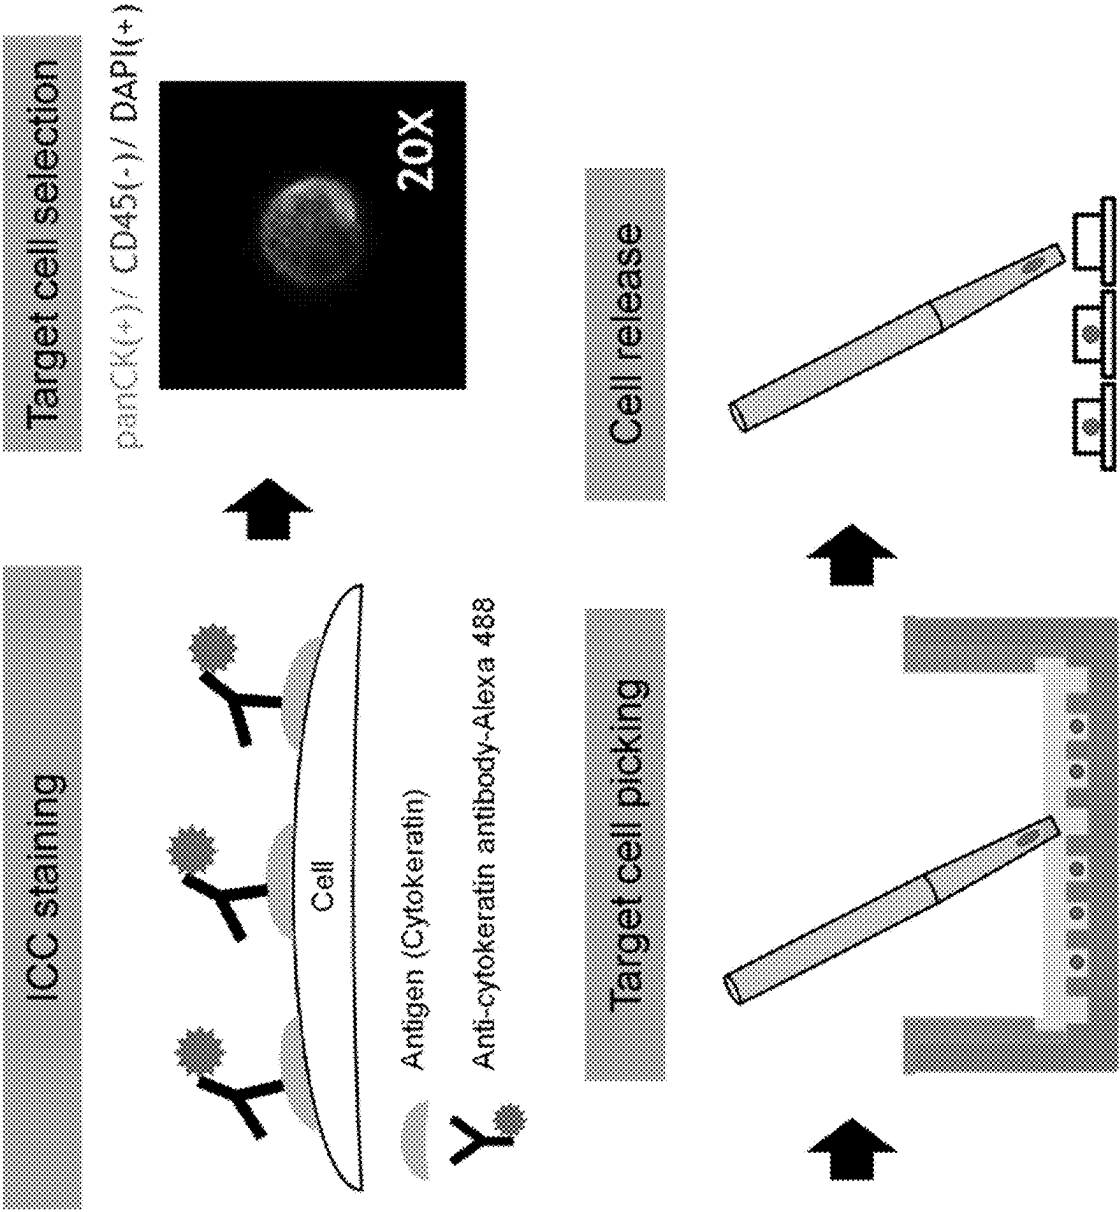 ICC staining
Cell
Antigen (Cytokeratin)
Anti-cytokeratin antibody-Alexa 488
Target cell selection
panCK(+)/ CD45(-)/ DAPI(+)
20X
Target cell picking
Cell release